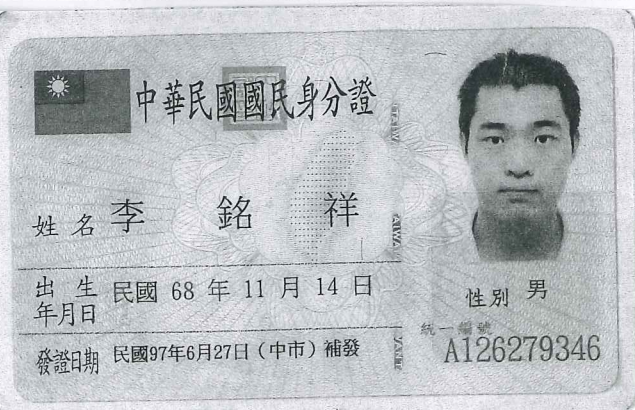 中華民國國民身分證
姓名 李銘祥
出生年月日 民國 68 年 11 月 14 日
性別 男
發證日期 民國97年6月27日（中市）補發
統一編號
A126279346